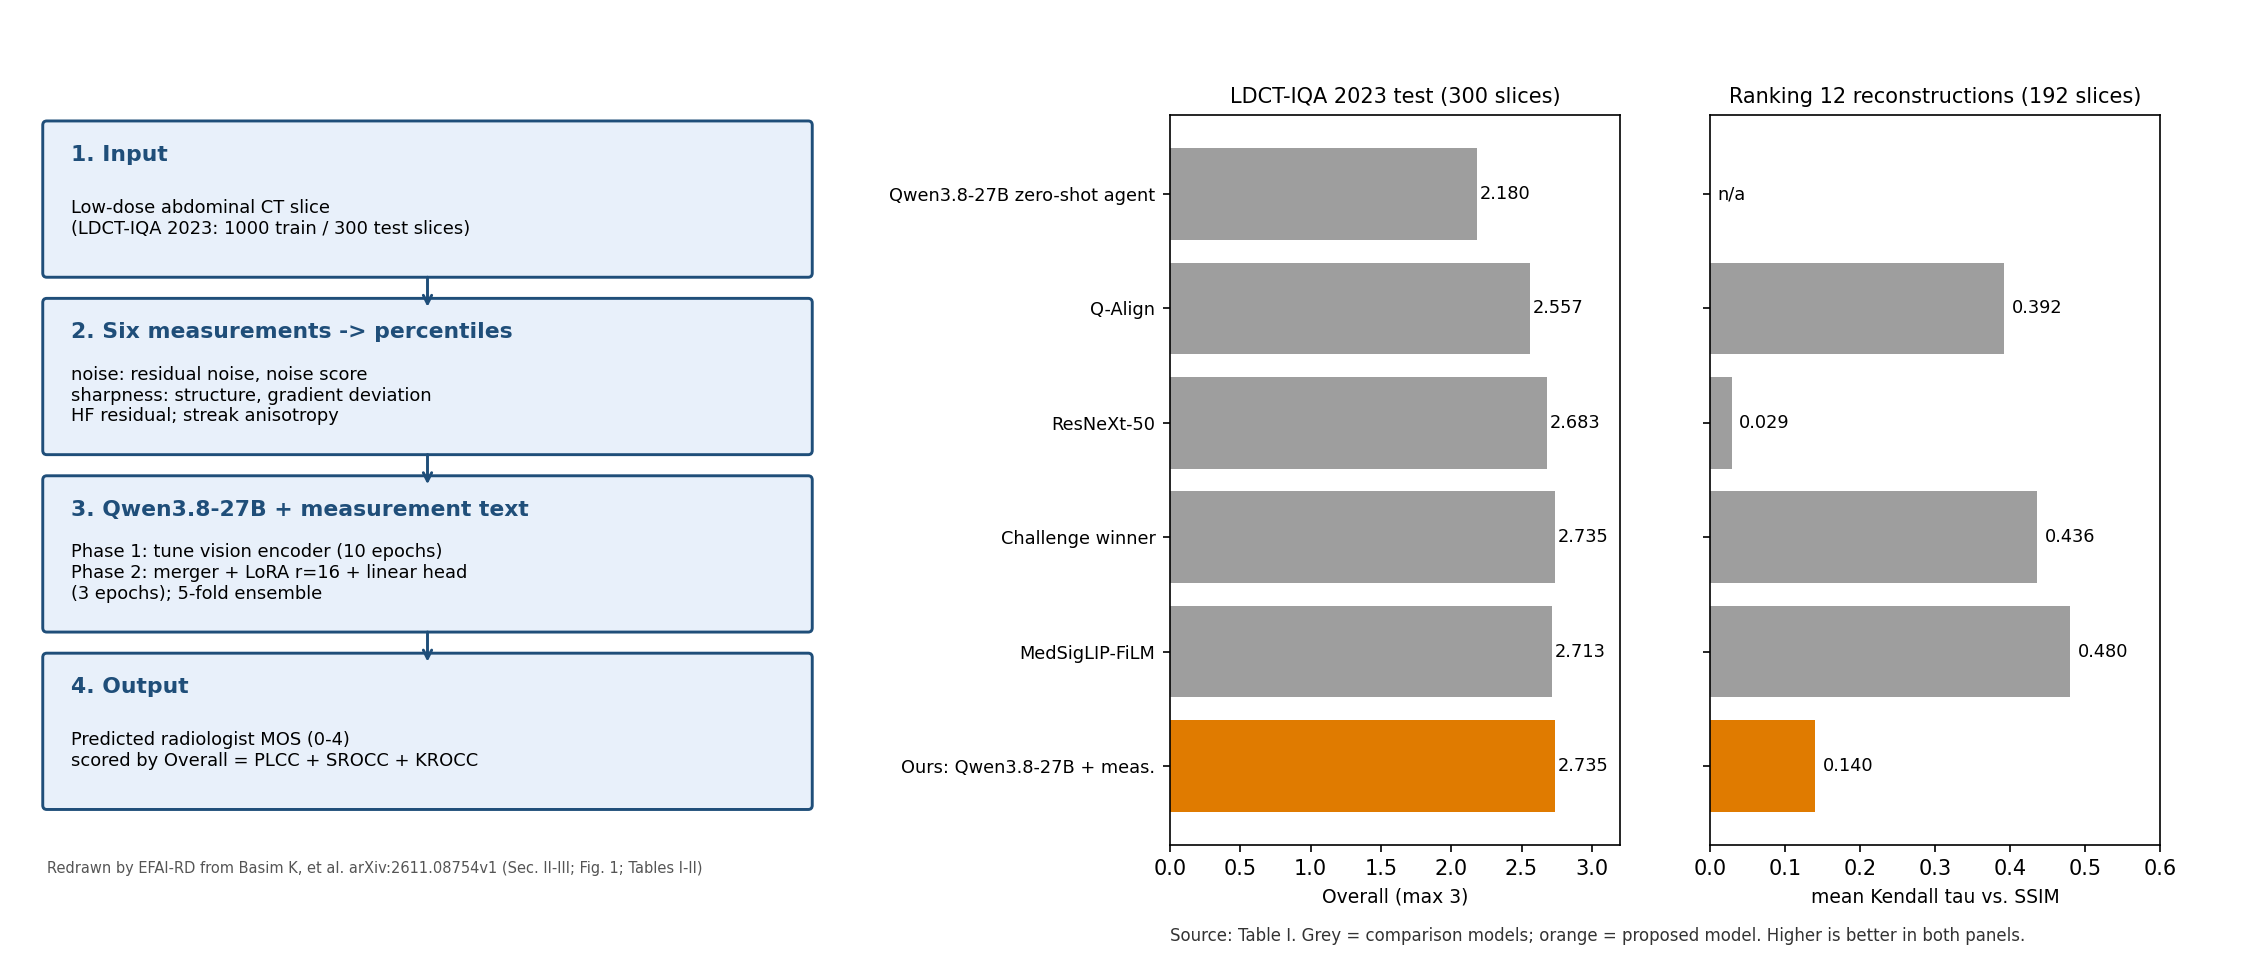 1. Input
Low-dose abdominal CT slice
(LDCT-IQA 2023: 1000 train / 300 test slices)
2. Six measurements -> percentiles
noise: residual noise, noise score
sharpness: structure, gradient deviation
HF residual; streak anisotropy
3. Qwen3.8-27B + measurement text
Phase 1: tune vision encoder (10 epochs)
Phase 2: merger + LoRA r=16 + linear head
(3 epochs); 5-fold ensemble
4. Output
Predicted radiologist MOS (0-4)
scored by Overall = PLCC + SROCC + KROCC
Redrawn by EFAI-RD from Basim K, et al. arXiv:2611.08754v1 (Sec. II-III; Fig. 1; Tables I-II)
LDCT-IQA 2023 test (300 slices)
Qwen3.8-27B zero-shot agent 2.180
Q-Align 2.557
ResNeXt-50 2.683
Challenge winner 2.735
MedSigLIP-FiLM 2.713
Ours: Qwen3.8-27B + meas. 2.735
0.0 0.5 1.0 1.5 2.0 2.5 3.0
Overall (max 3)
Ranking 12 reconstructions (192 slices)
n/a
0.392
0.029
0.436
0.480
0.140
0.0 0.1 0.2 0.3 0.4 0.5 0.6
mean Kendall tau vs. SSIM
Source: Table I. Grey = comparison models; orange = proposed model. Higher is better in both panels.